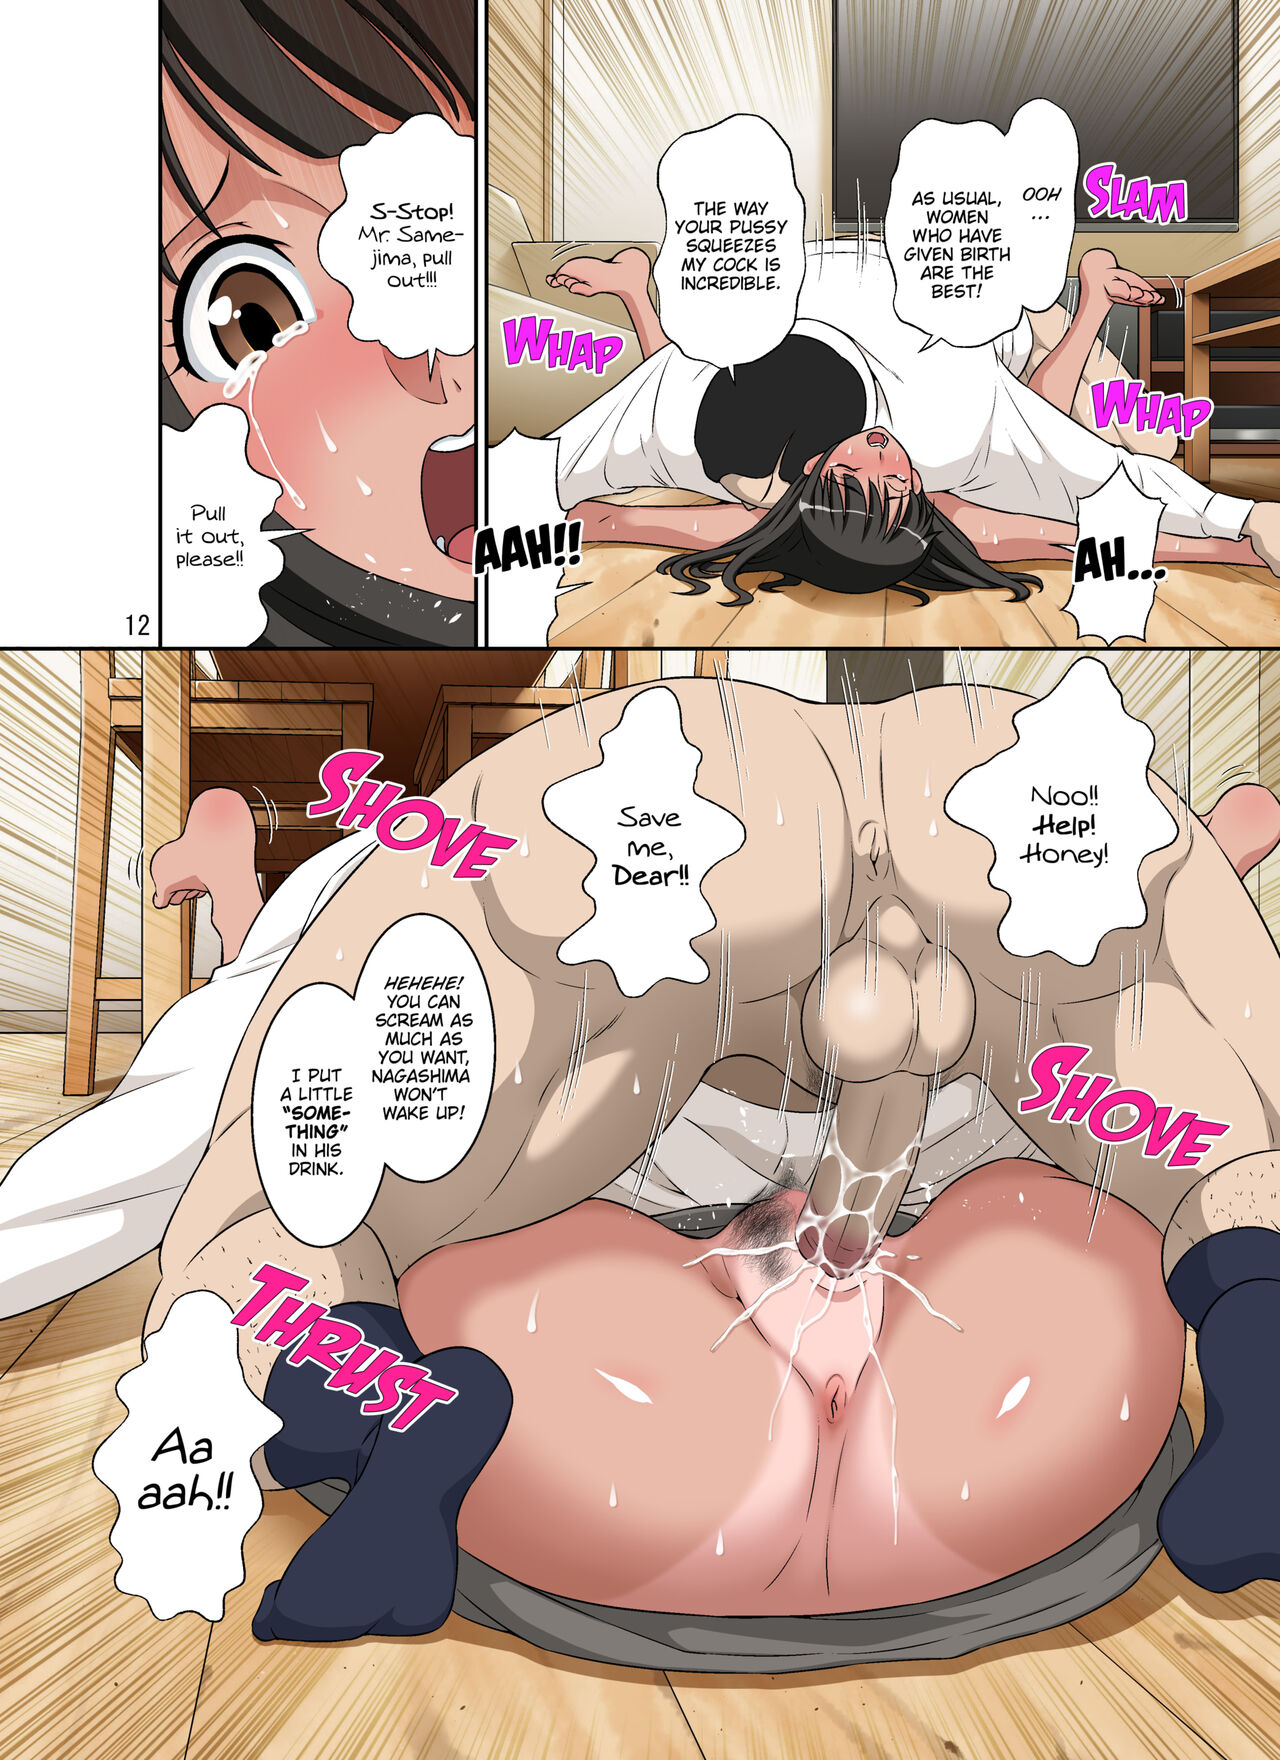 OOH
...
AS USUAL,
WOMEN
WHO HAVE
GIVEN BIRTH
ARE THE
BEST!
SLAM
THE WAY
YOUR PUSSY
SQUEEZES
MY COCK IS
INCREDIBLE.
WHAP
WHAP
AH...
AAH!!
S-Stop!
Mr. Same-
jima, pull
out!!!
Pull
it out,
please!!
12
Noo!!
Help!
Honey!
Save
me,
Dear!!
SHOVE
HEHEHE!
YOU CAN
SCREAM AS
MUCH AS
YOU WANT,
NAGASHIMA
WON'T
WAKE UP!
I PUT
A LITTLE
"SOME-
THING"
IN HIS
DRINK.
SHOVE
THRUST
Aa
aah!!